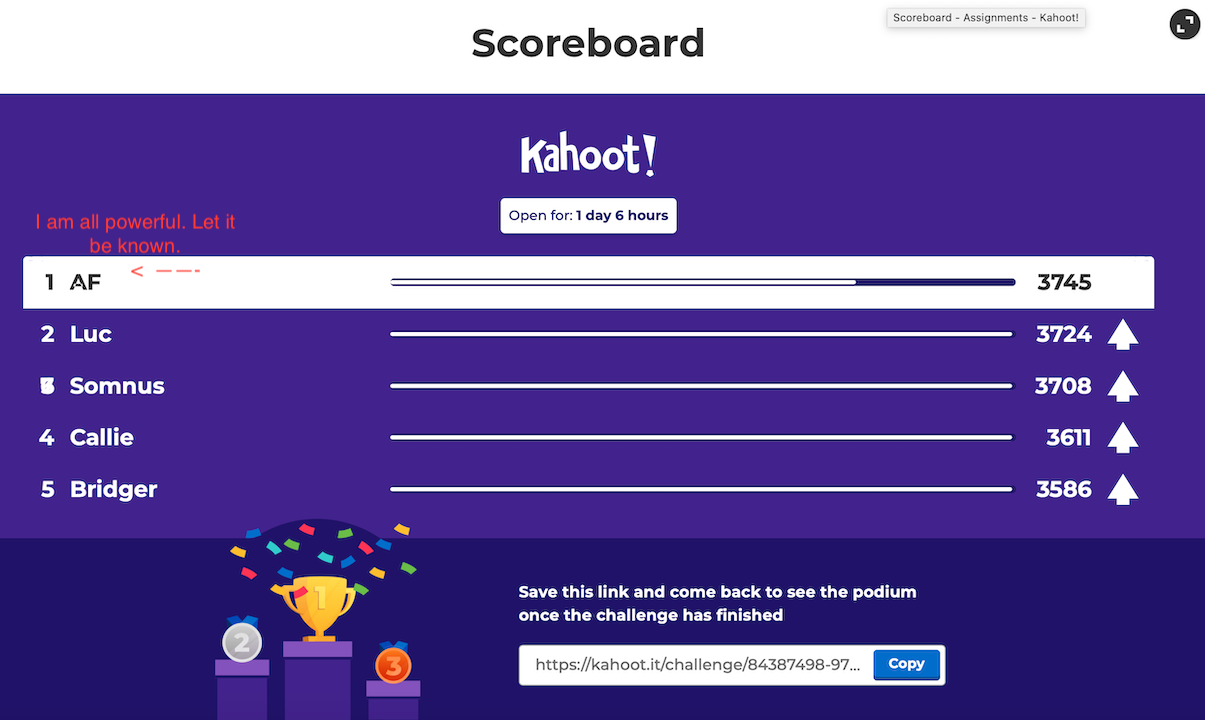 Scoreboard - Assignments - Kahoot!
Scoreboard
Kahoot!
Open for: 1 day 6 hours
I am all powerful. Let it
be known.
< ---
1 AF 3745
2 Luc 3724
Somnus 3708
4 Callie 3611
5 Bridger 3586
1
2
3
Save this link and come back to see the podium
once the challenge has finished
https://kahoot.it/challenge/84387498-97... Copy